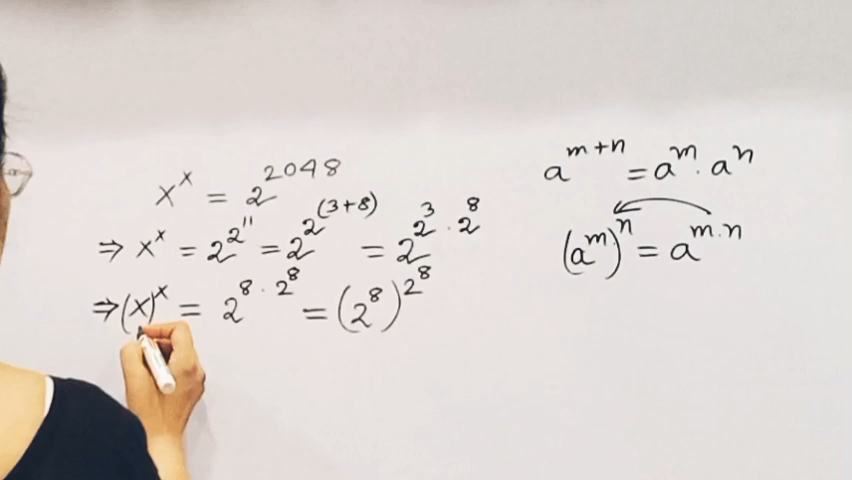 x^x = 2^2048
⇒ x^x = 2^2^11 = 2^2^(3+8) = 2^2^3 · 2^8
⇒ (x)^x = 2^8 · 2^8 = (2^8)^2^8
a^m+n = a^m · a^n
(a^m)^n = a^m·n